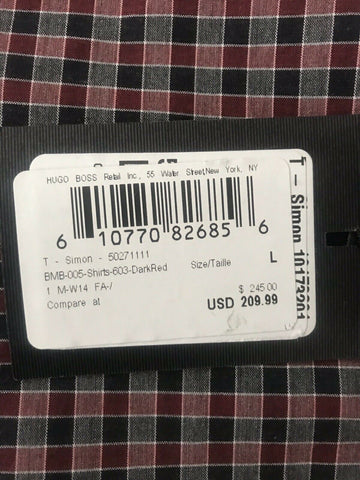 HUGO BOSS Retail Inc., 55 Water Street,New York, NY
6 10770 82685 6
T - Simon - 50271111
BMB-005-Shirts-603-DarkRed
Size/Taille L
1 M-W14 FA-/
Compare at $ 245.00
USD 209.99
T - Simon 10173201